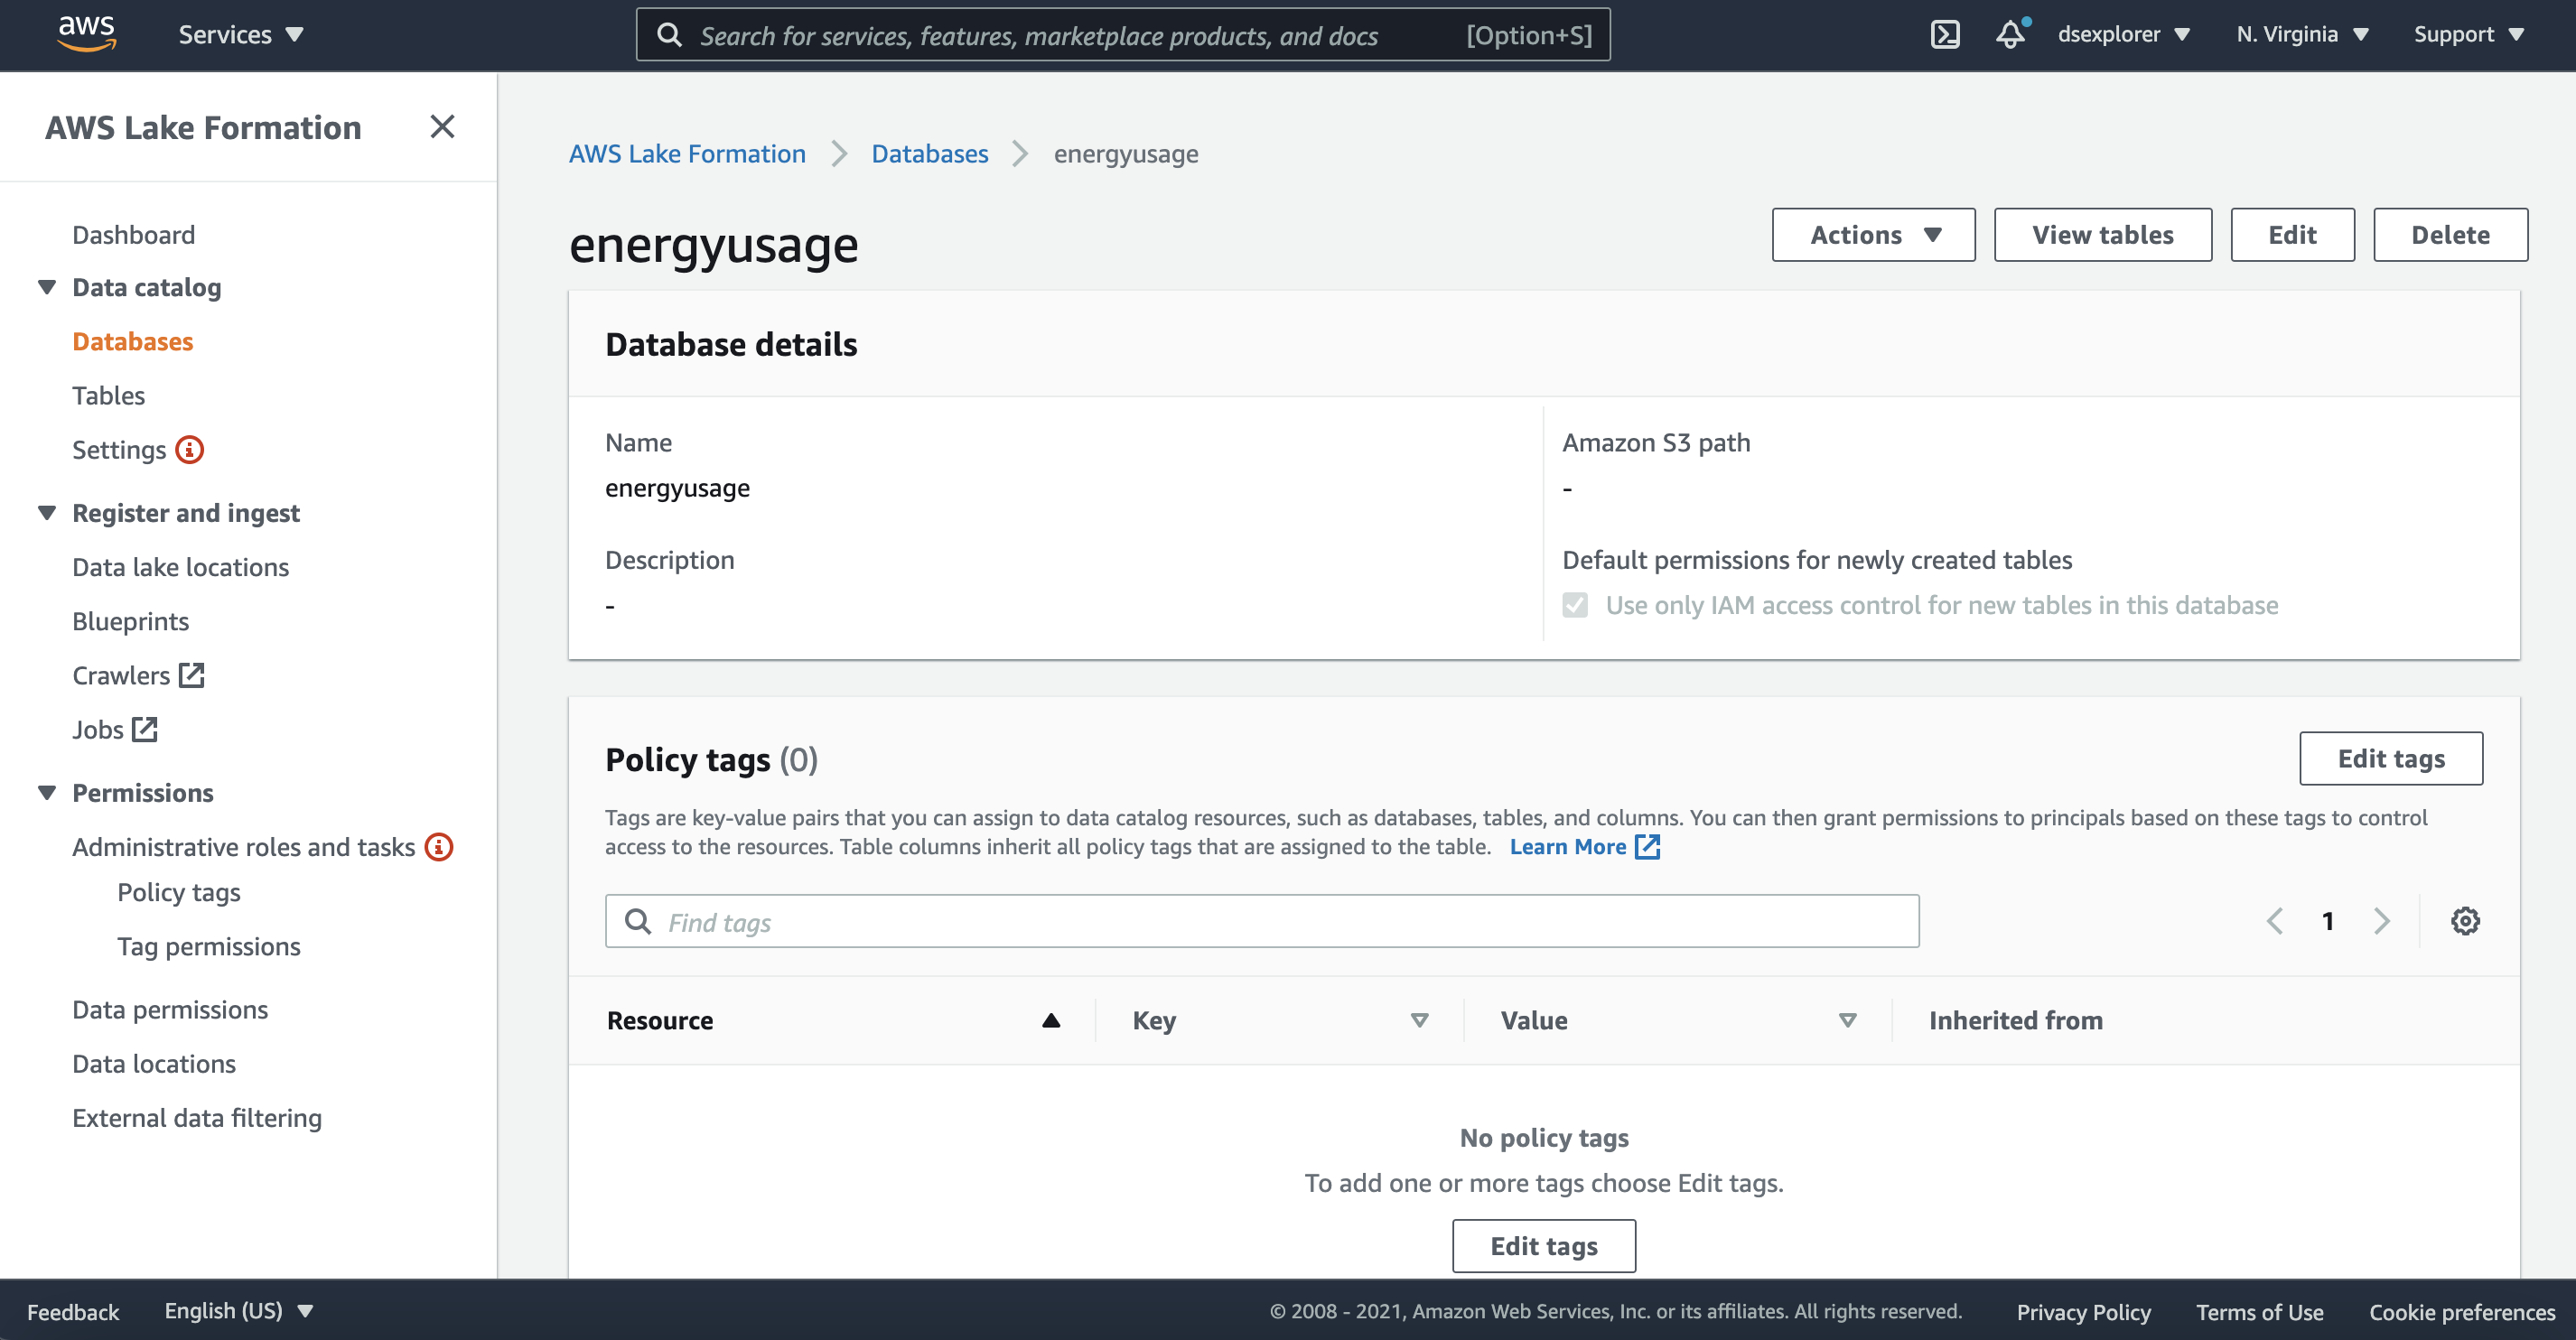 aws
Services
Search for services, features, marketplace products, and docs
[Option+S]
dsexplorer
N. Virginia
Support
AWS Lake Formation
Dashboard
Data catalog
Databases
Tables
Settings
Register and ingest
Data lake locations
Blueprints
Crawlers
Jobs
Permissions
Administrative roles and tasks
Policy tags
Tag permissions
Data permissions
Data locations
External data filtering
AWS Lake Formation > Databases > energyusage
energyusage
Actions
View tables
Edit
Delete
Database details
Name
energyusage
Description
-
Amazon S3 path
-
Default permissions for newly created tables
Use only IAM access control for new tables in this database
Policy tags (0)
Edit tags
Tags are key-value pairs that you can assign to data catalog resources, such as databases, tables, and columns. You can then grant permissions to principals based on these tags to control
access to the resources. Table columns inherit all policy tags that are assigned to the table. Learn More
Find tags
1
Resource
Key
Value
Inherited from
No policy tags
To add one or more tags choose Edit tags.
Edit tags
Feedback
English (US)
© 2008 - 2021, Amazon Web Services, Inc. or its affiliates. All rights reserved.
Privacy Policy
Terms of Use
Cookie preferences